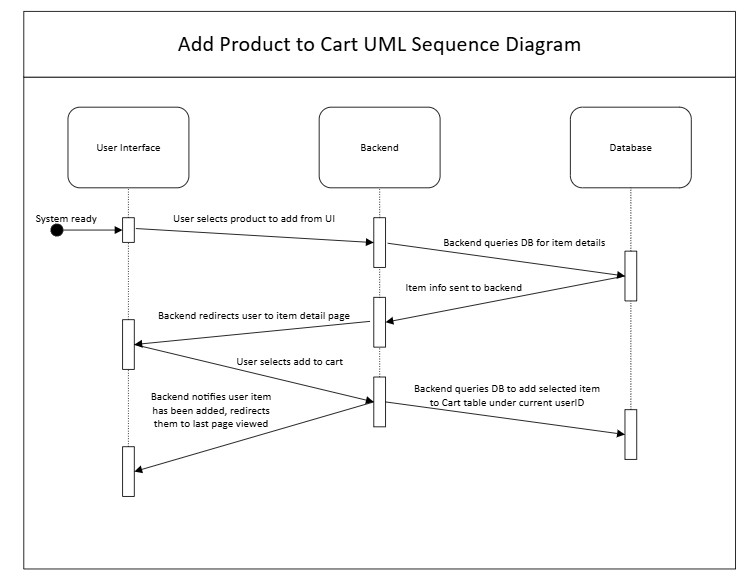 Add Product to Cart UML Sequence Diagram
User Interface
Backend
Database
System ready
User selects product to add from UI
Backend queries DB for item details
Item info sent to backend
Backend redirects user to item detail page
User selects add to cart
Backend queries DB to add selected item
to Cart table under current userID
Backend notifies user item
has been added, redirects
them to last page viewed